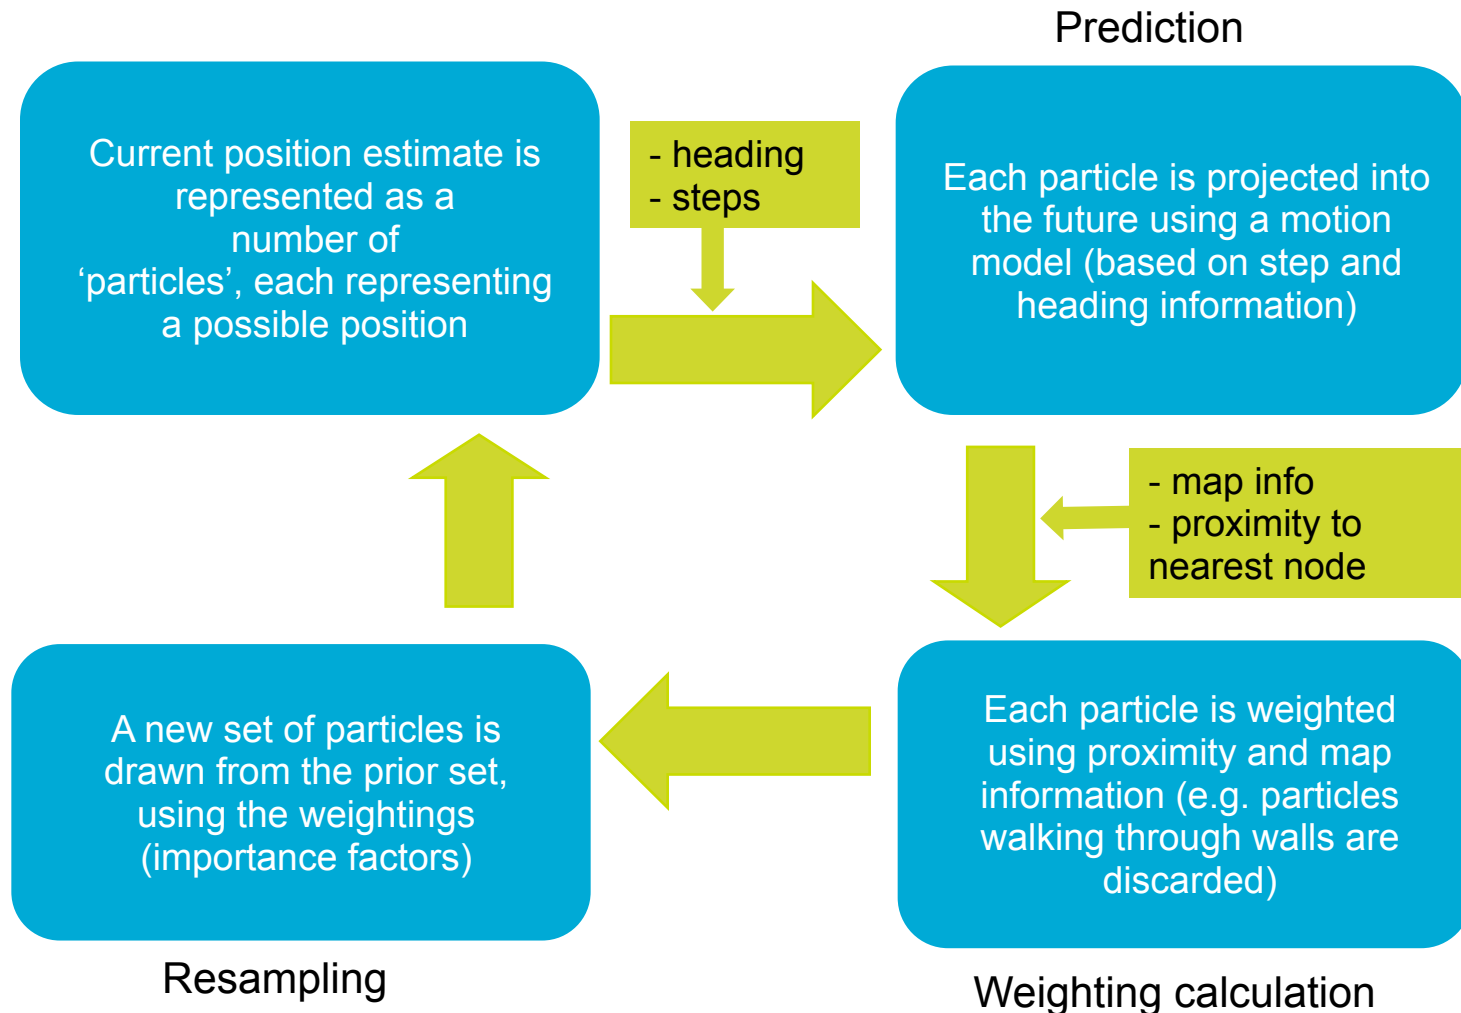 Prediction
Current position estimate is
represented as a
number of
‘particles’, each representing
a possible position
- heading
- steps
Each particle is projected into
the future using a motion
model (based on step and
heading information)
- map info
- proximity to
nearest node
A new set of particles is
drawn from the prior set,
using the weightings
(importance factors)
Each particle is weighted
using proximity and map
information (e.g. particles
walking through walls are
discarded)
Resampling
Weighting calculation